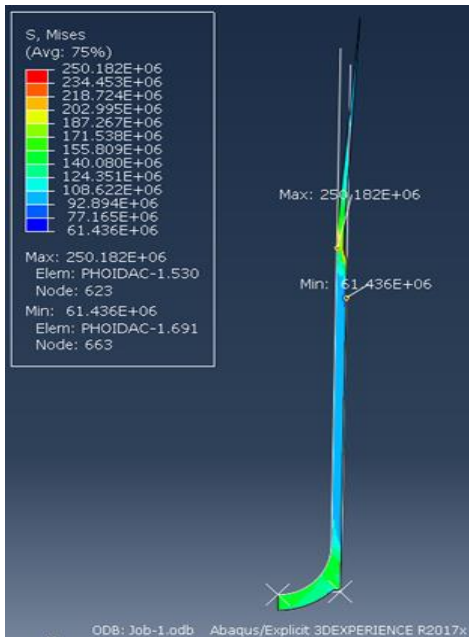 S, Mises
(Avg: 75%)
250.182E+06
234.453E+06
218.724E+06
202.995E+06
187.267E+06
171.538E+06
155.809E+06
140.080E+06
124.351E+06
108.622E+06
92.894E+06
77.165E+06
61.436E+06
Max: 250.182E+06
Elem: PHOIDAC-1.530
Node: 623
Min: 61.436E+06
Elem: PHOIDAC-1.691
Node: 663
Max: 250.182E+06
Min: 61.436E+06
ODB: Job-1.odb Abaqus/Explicit 3DEXPERIENCE R2017x